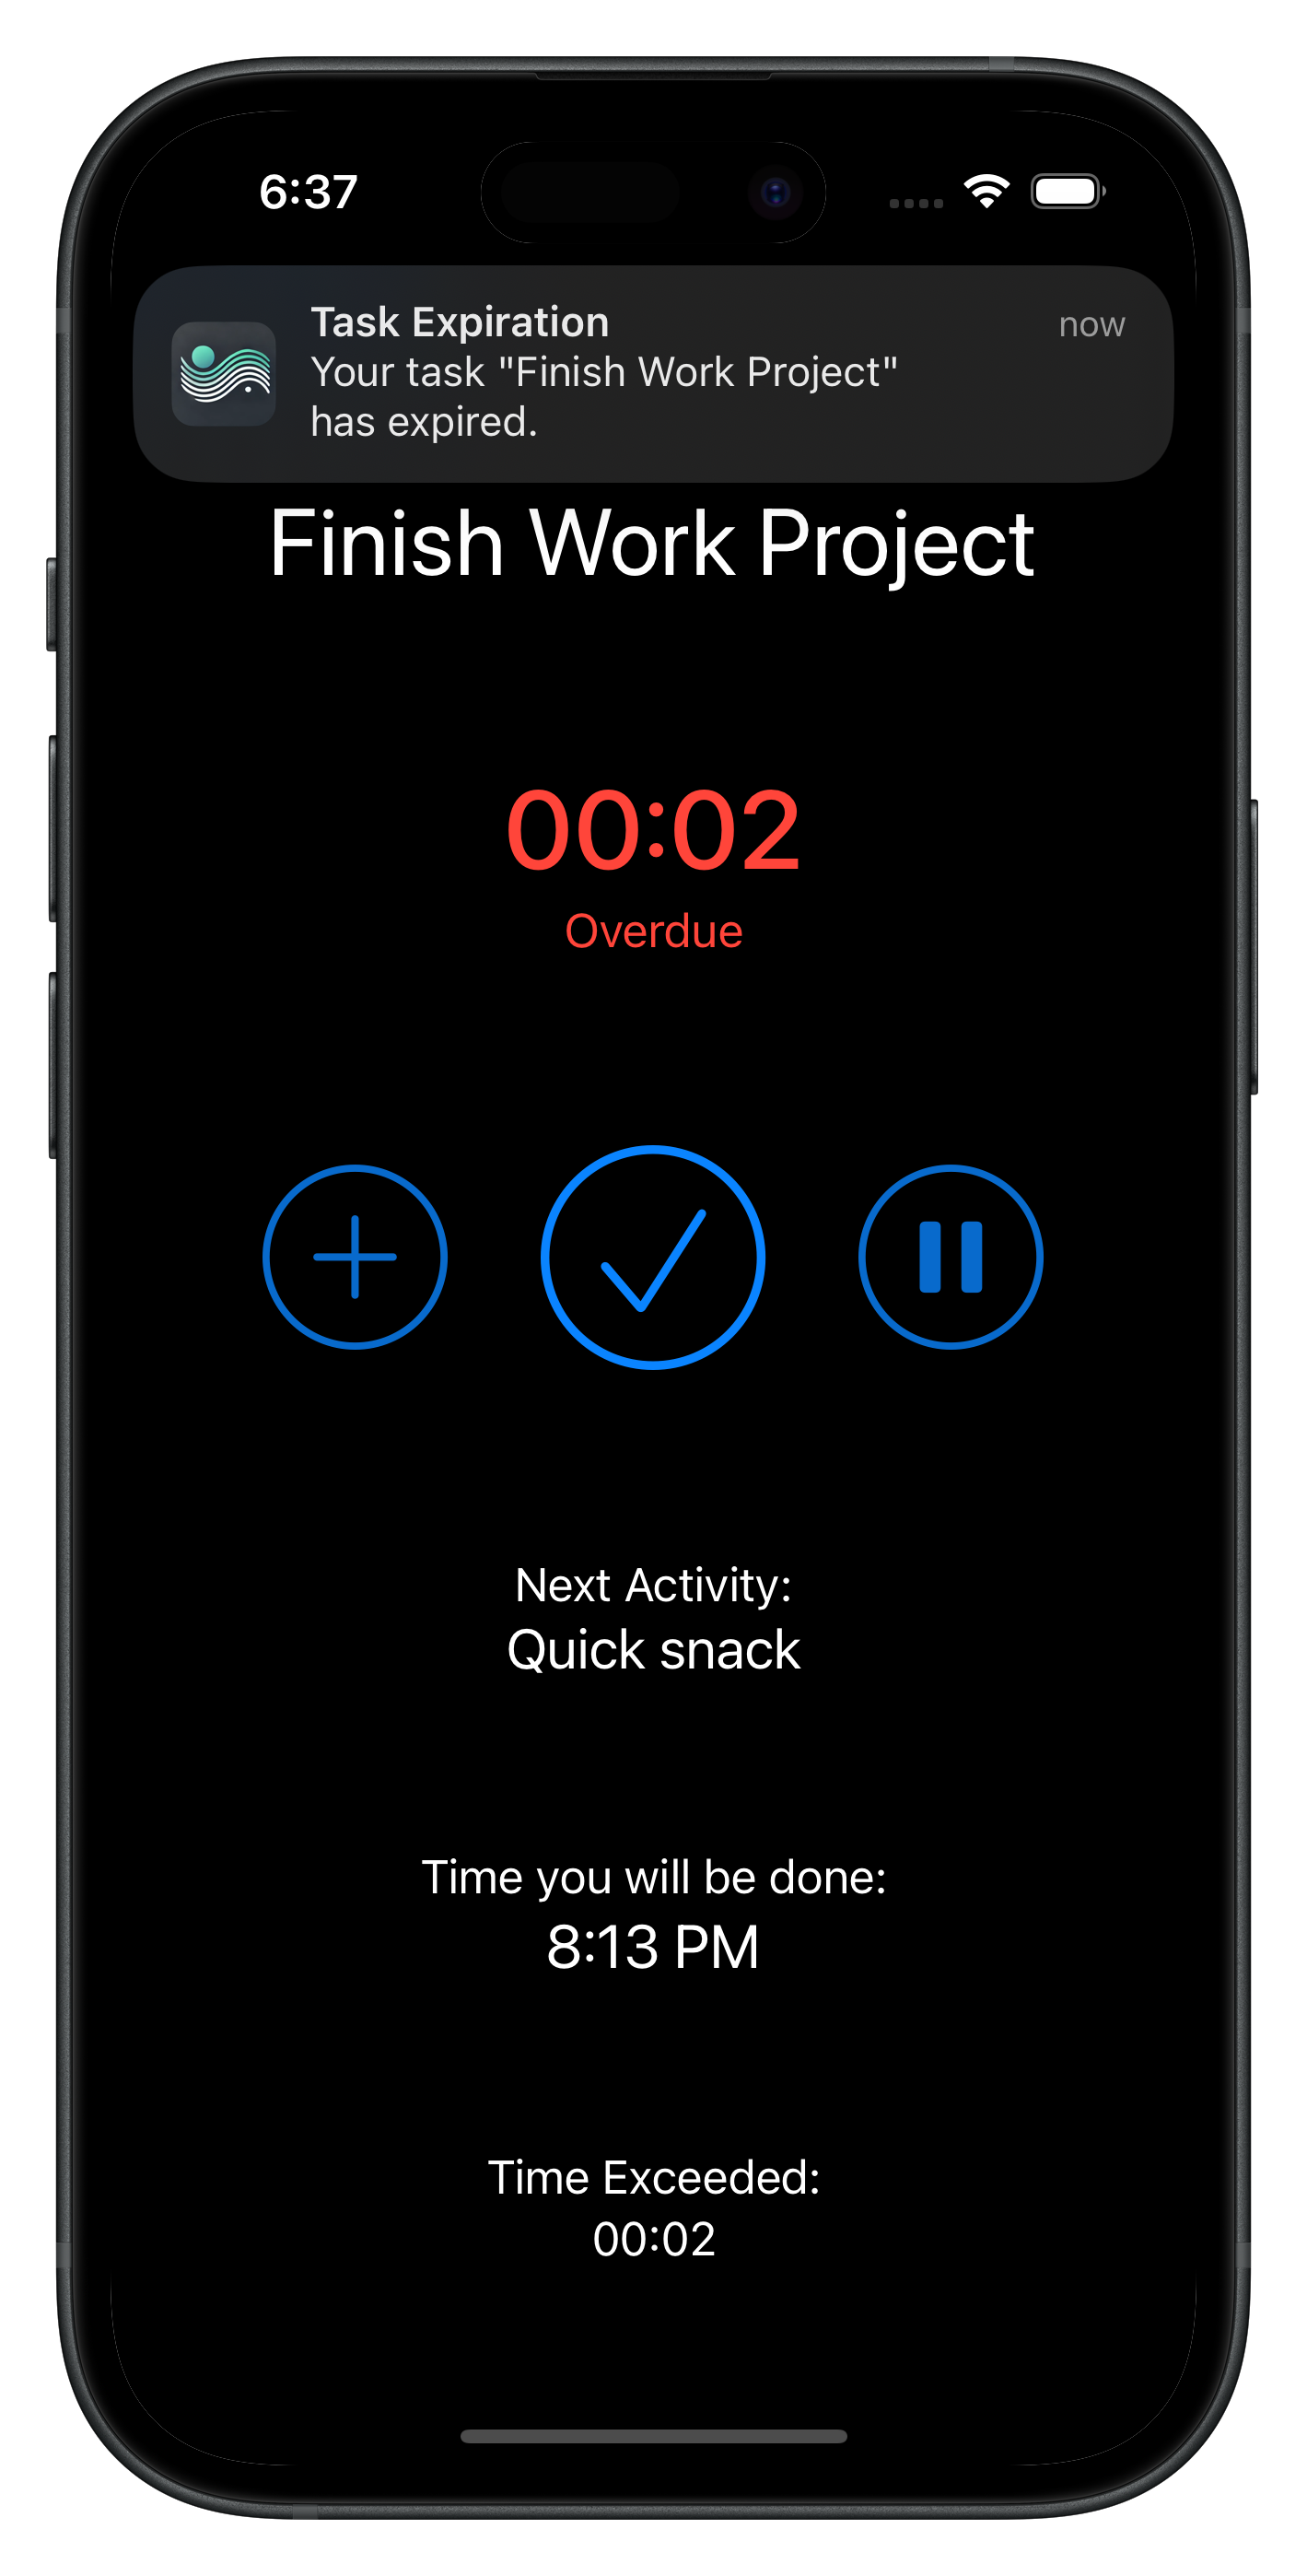 6:37
Task Expiration
now
Your task "Finish Work Project"
has expired.
Finish Work Project
00:02
Overdue
Next Activity:
Quick snack
Time you will be done:
8:13 PM
Time Exceeded:
00:02